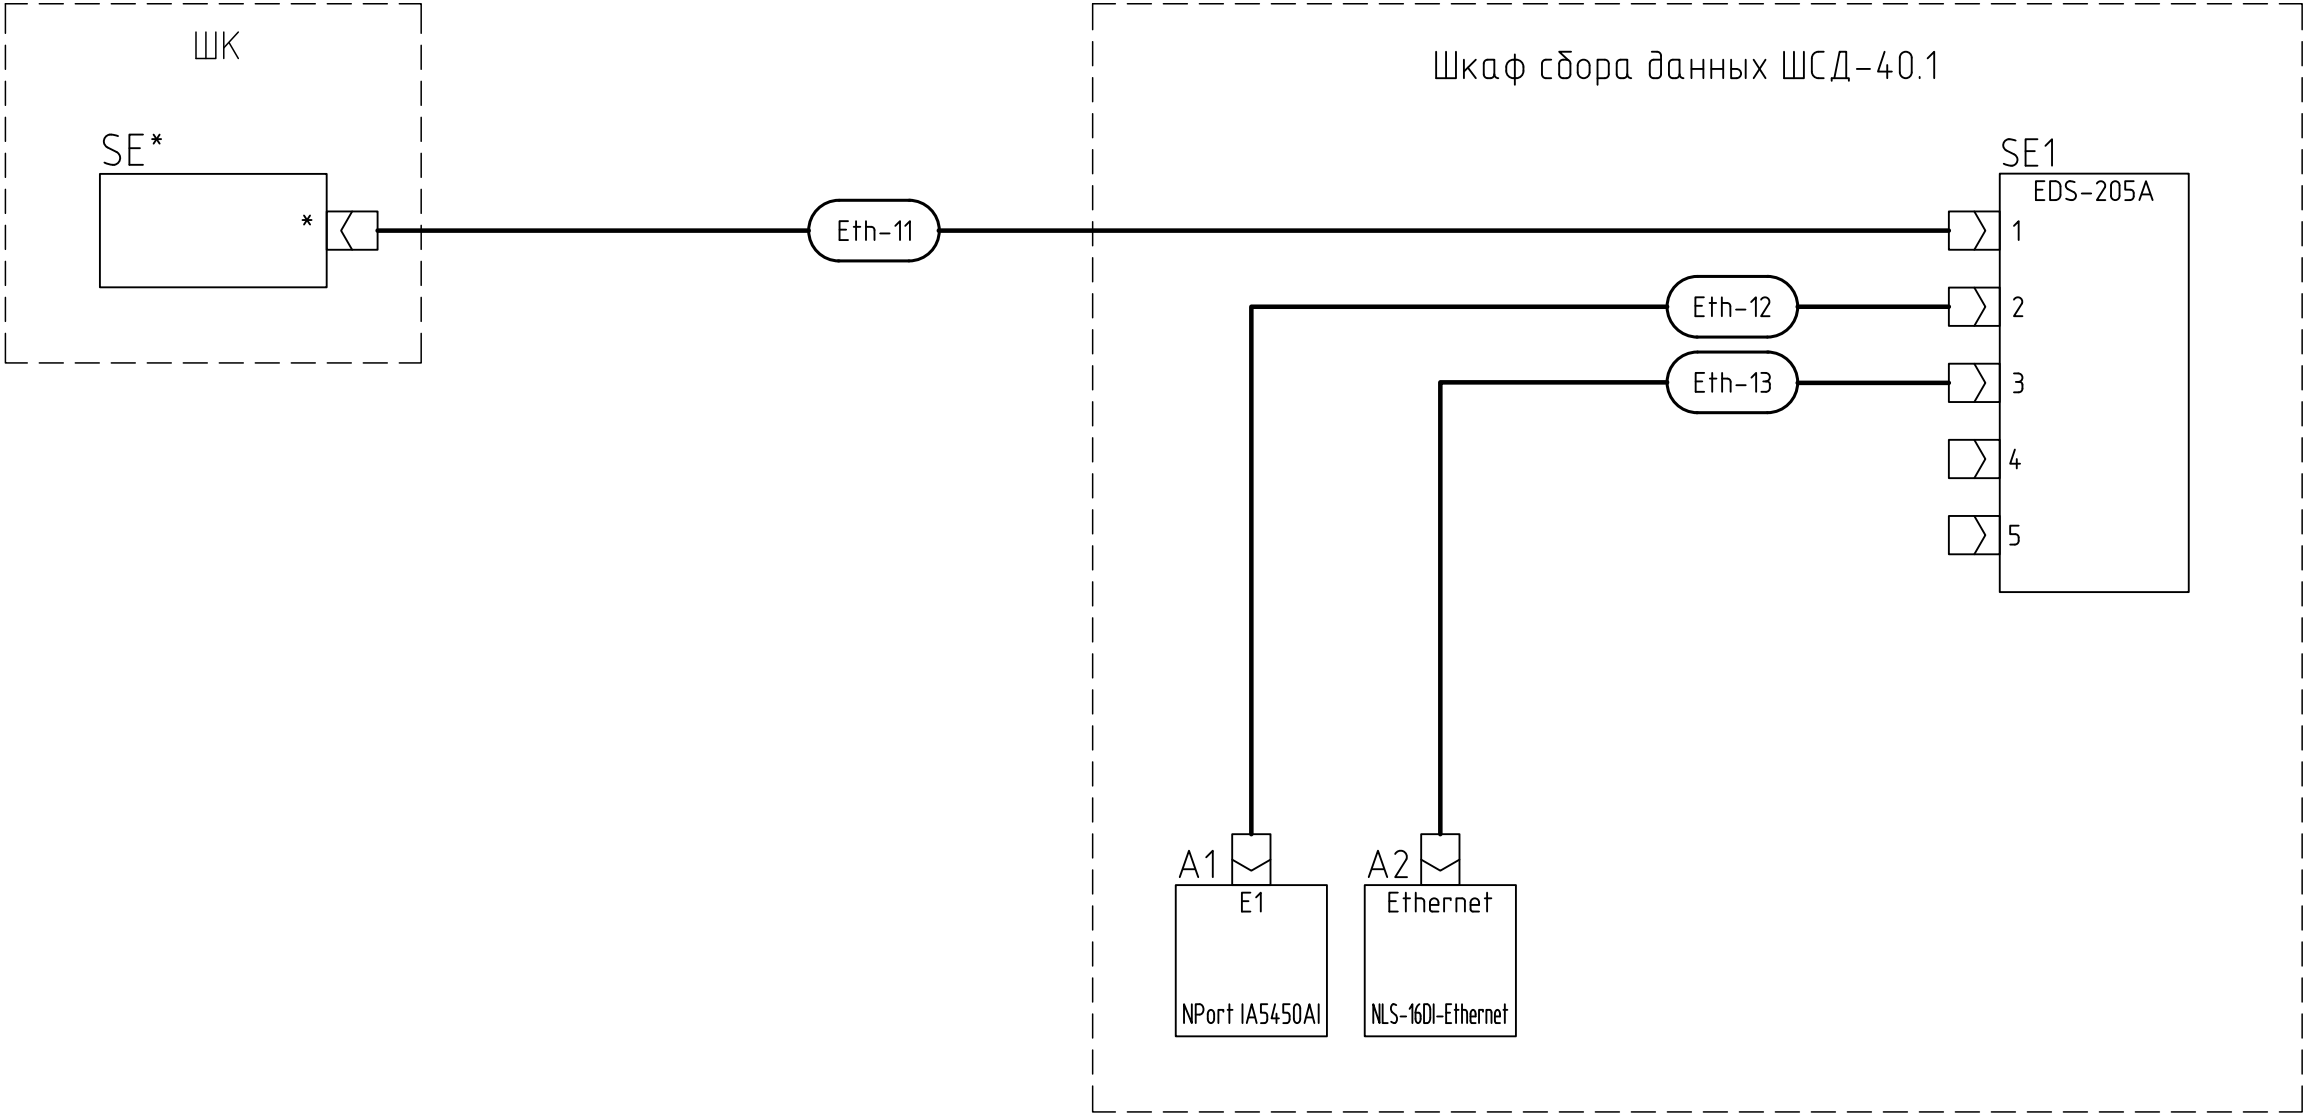 ШК
Шкаф сбора данных ШСД-40.1
SE*
*
SE1
EDS-205A
Eth-11
1
Eth-12
2
Eth-13
3
4
5
A1
A2
E1
Ethernet
NPort IA5450AI
NLS-16DI-Ethernet